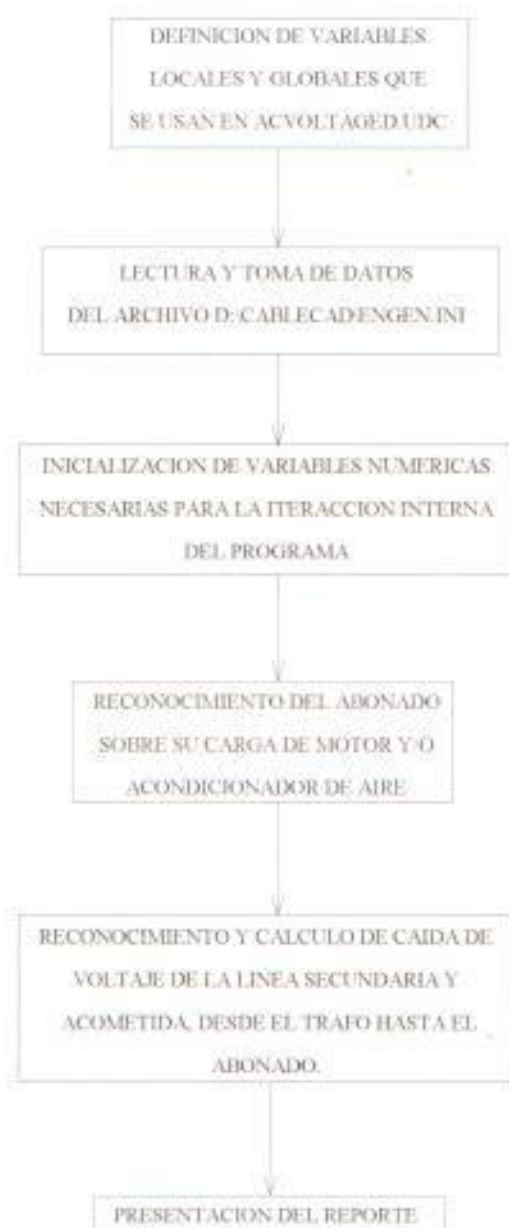 DEFINICION DE VARIABLES
LOCALES Y GLOBALES QUE
SE USAN EN ACVOLTAGED.UDC
LECTURA Y TOMA DE DATOS
DEL ARCHIVO D: CABLECAD\ENGEN.INI
INICIALIZACION DE VARIABLES NUMERICAS
NECESARIAS PARA LA ITERACCION INTERNA
DEL PROGRAMA
RECONOCIMIENTO DEL ABONADO
SOBRE SU CARGA DE MOTOR Y/O
ACONDICIONADOR DE AIRE
RECONOCIMIENTO Y CALCULO DE CAIDA DE
VOLTAJE DE LA LINEA SECUNDARIA Y
ACOMETIDA, DESDE EL TRAFO HASTA EL
ABONADO.
PRESENTACION DEL REPORTE